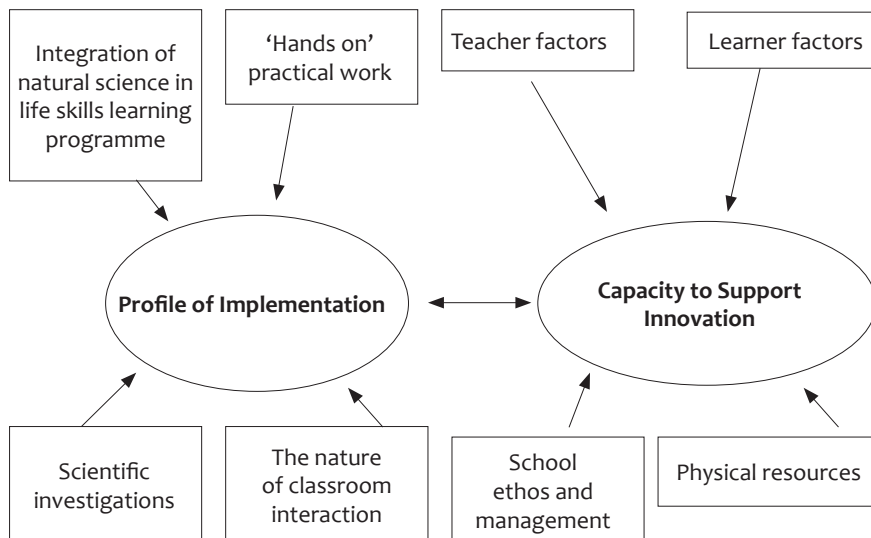 Integration of
natural science in
life skills learning
programme
‘Hands on’
practical work
Teacher factors
Learner factors
Profile of Implementation
Capacity to Support
Innovation
Scientific
investigations
The nature
of classroom
interaction
School
ethos and
management
Physical resources